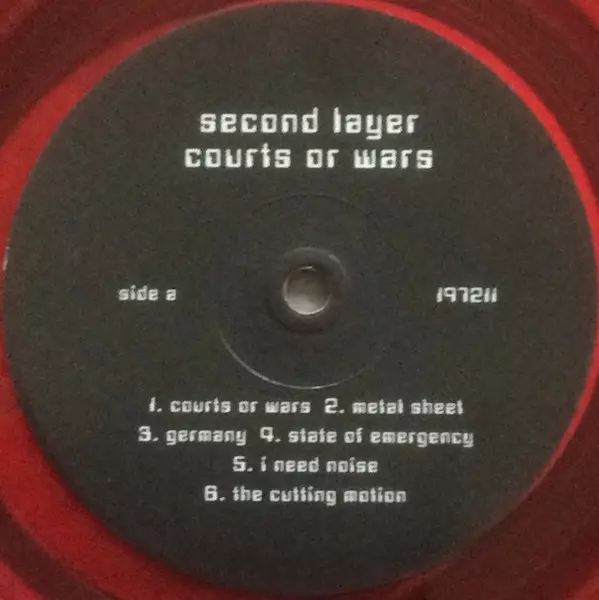 second layer
courts or wars
side a
197211
1. courts or wars 2. metal sheet
3. germany 4. state of emergency
5. i need noise
6. the cutting motion